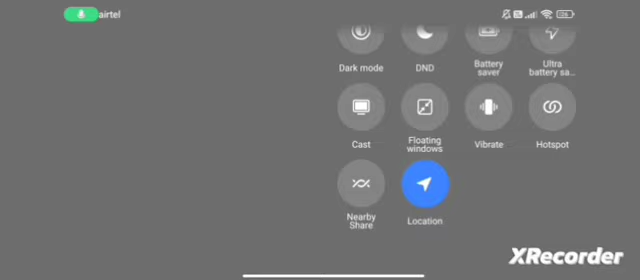 airtel
Dark mode
DND
Battery
saver
Ultra
battery sa...
Cast
Floating
windows
Vibrate
Hotspot
Nearby
Share
Location
XRecorder